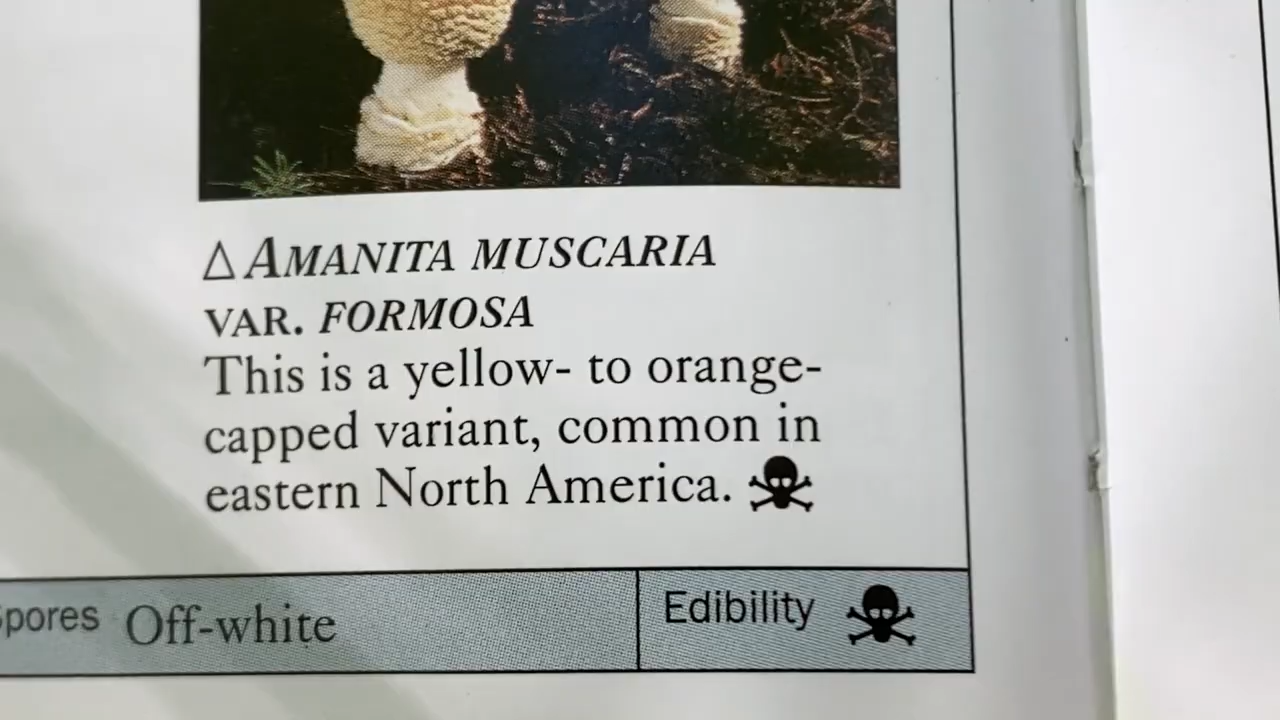 △ AMANITA MUSCARIA
VAR. FORMOSA
This is a yellow- to orange-
capped variant, common in
eastern North America. ☠
Spores Off-white
Edibility ☠